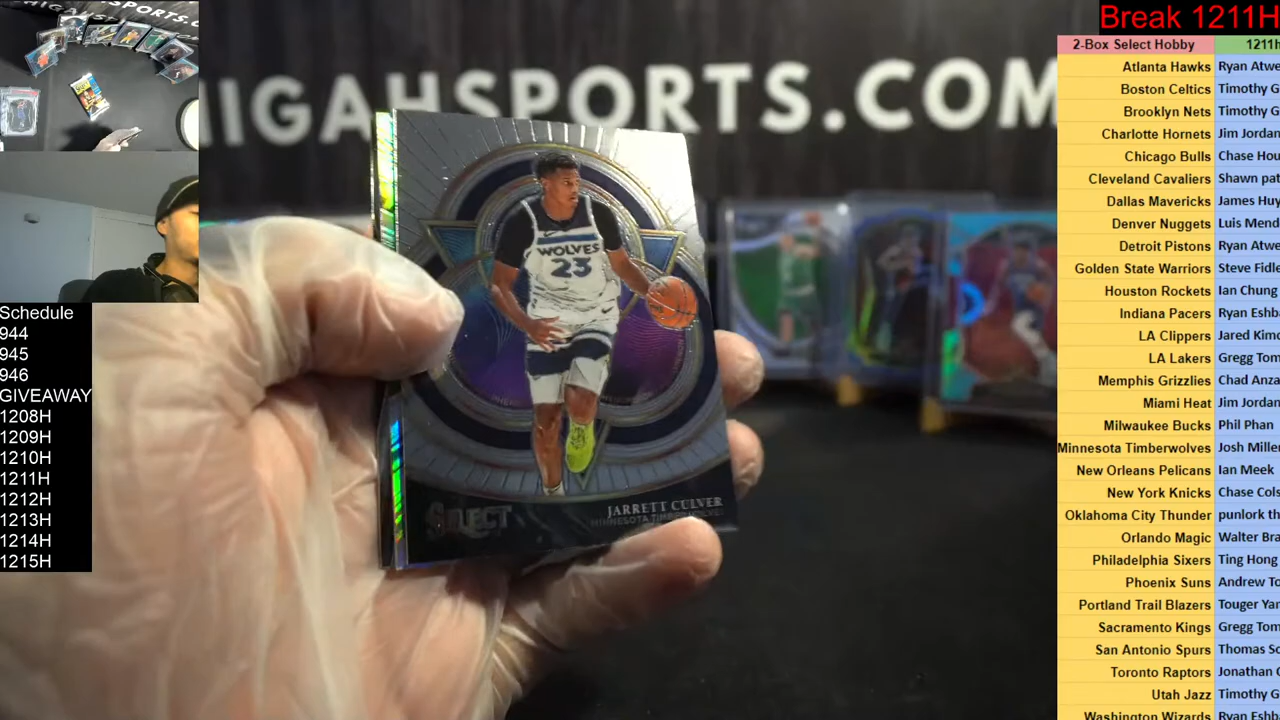 HIGAHSPORTS.COM
Schedule
944
945
946
GIVEAWAY
1208H
1209H
1210H
1211H
1212H
1213H
1214H
1215H
WOLVES
23
SELECT
JARRETT CULVER
MINNESOTA TIMBERWOLVES
Break 1211H
2-Box Select Hobby 1211h
Atlanta Hawks Ryan Atwe
Boston Celtics Timothy G
Brooklyn Nets Timothy G
Charlotte Hornets Jim Jordan
Chicago Bulls Chase Hou
Cleveland Cavaliers Shawn pat
Dallas Mavericks James Huy
Denver Nuggets Luis Mend
Detroit Pistons Ryan Atwe
Golden State Warriors Steve Fidle
Houston Rockets Ian Chung
Indiana Pacers Ryan Eshb
LA Clippers Jared Kimo
LA Lakers Gregg Tom
Memphis Grizzlies Chad Anza
Miami Heat Jim Jordan
Milwaukee Bucks Phil Phan
Minnesota Timberwolves Josh Miller
New Orleans Pelicans Ian Meek
New York Knicks Chase Cols
Oklahoma City Thunder punlork th
Orlando Magic Walter Bra
Philadelphia Sixers Ting Hong
Phoenix Suns Andrew To
Portland Trail Blazers Touger Yan
Sacramento Kings Gregg Tom
San Antonio Spurs Thomas Sc
Toronto Raptors Jonathan C
Utah Jazz Timothy G
Washington Wizards Ryan Eshb